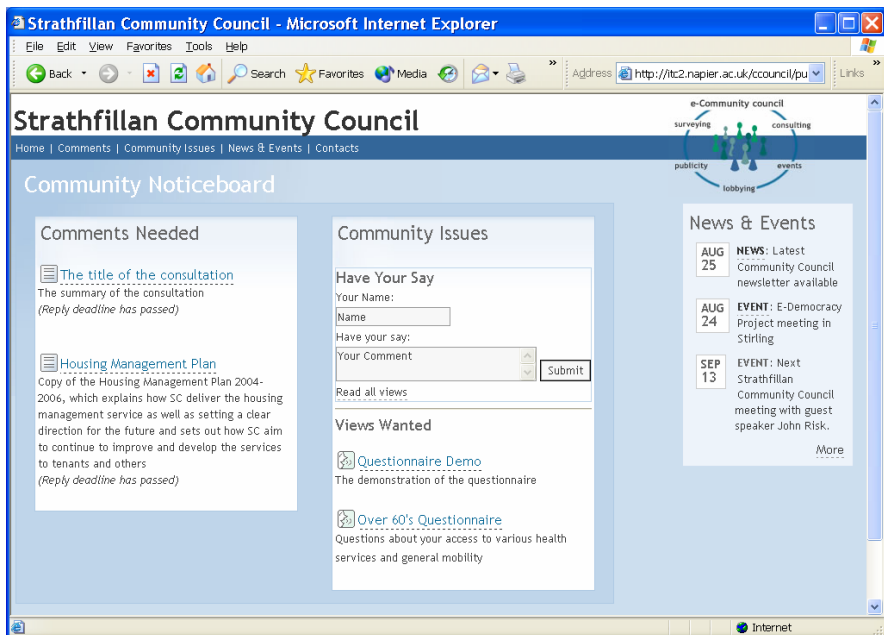 Strathfillan Community Council - Microsoft Internet Explorer
File Edit View Favorites Tools Help
Back Search Favorites Media » Address http://itc2.napier.ac.uk/ccouncil/pu Links »
Strathfillan Community Council
Home | Comments | Community Issues | News & Events | Contacts
e-Community council
surveying
consulting
publicity
events
lobbying
Community Noticeboard
Comments Needed
The title of the consultation
The summary of the consultation
(Reply deadline has passed)
Housing Management Plan
Copy of the Housing Management Plan 2004-
2006, which explains how SC deliver the housing
management service as well as setting a clear
direction for the future and sets out how SC aim
to continue to improve and develop the services
to tenants and others
(Reply deadline has passed)
Community Issues
Have Your Say
Your Name:
Name
Have your say:
Your Comment
Submit
Read all views
Views Wanted
Questionnaire Demo
The demonstration of the questionnaire
Over 60's Questionnaire
Questions about your access to various health
services and general mobility
News & Events
AUG
25
NEWS: Latest
Community Council
newsletter available
AUG
24
EVENT: E-Democracy
Project meeting in
Stirling
SEP
13
EVENT: Next
Strathfillan
Community Council
meeting with guest
speaker John Risk.
More
Internet